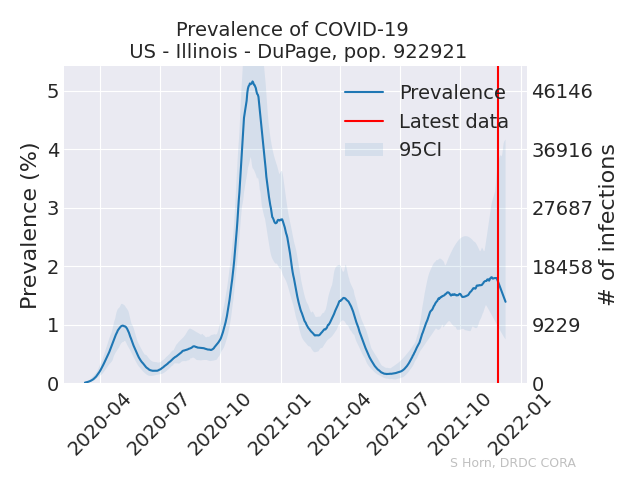 Prevalence of COVID-19
US - Illinois - DuPage, pop. 922921
Prevalence (%)
5
4
3
2
1
0
Prevalence
Latest data
95CI
46146
36916
27687
18458
9229
0
# of infections
2020-04
2020-07
2020-10
2021-01
2021-04
2021-07
2021-10
2022-01
S Horn, DRDC CORA